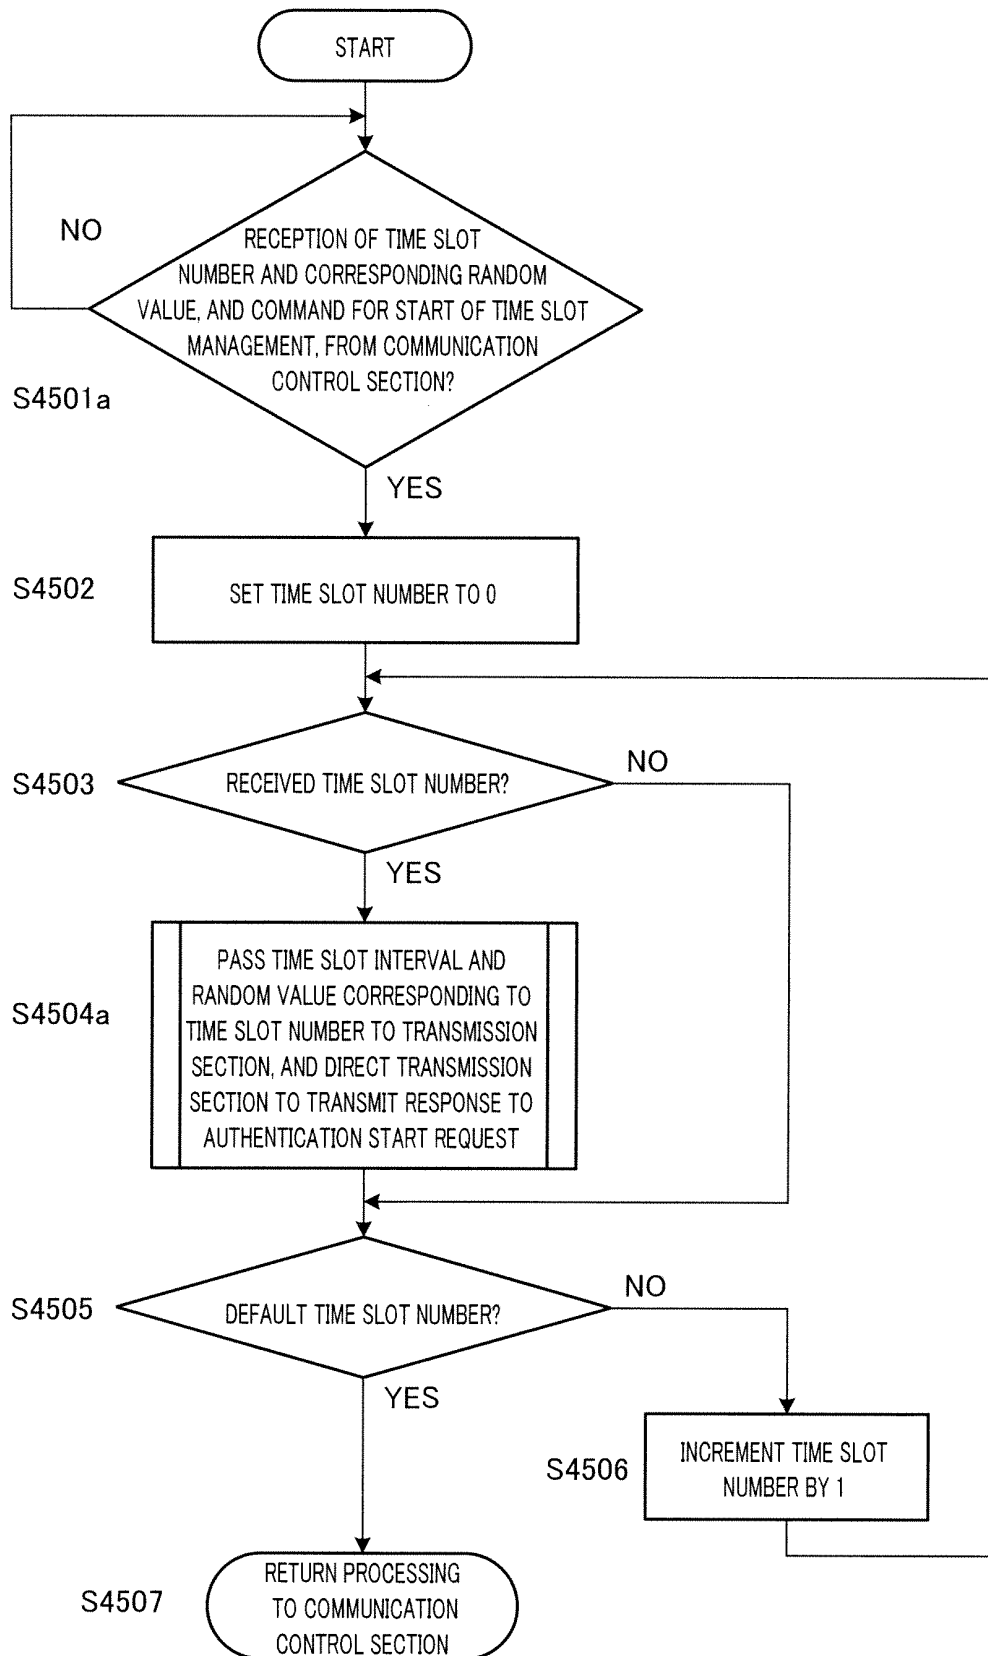 START
NO
RECEPTION OF TIME SLOT
NUMBER AND CORRESPONDING RANDOM
VALUE, AND COMMAND FOR START OF TIME SLOT
MANAGEMENT, FROM COMMUNICATION
CONTROL SECTION?
S4501a
YES
S4502
SET TIME SLOT NUMBER TO 0
S4503
RECEIVED TIME SLOT NUMBER?
NO
YES
S4504a
PASS TIME SLOT INTERVAL AND
RANDOM VALUE CORRESPONDING TO
TIME SLOT NUMBER TO TRANSMISSION
SECTION, AND DIRECT TRANSMISSION
SECTION TO TRANSMIT RESPONSE TO
AUTHENTICATION START REQUEST
S4505
DEFAULT TIME SLOT NUMBER?
NO
YES
S4506
INCREMENT TIME SLOT
NUMBER BY 1
S4507
RETURN PROCESSING
TO COMMUNICATION
CONTROL SECTION